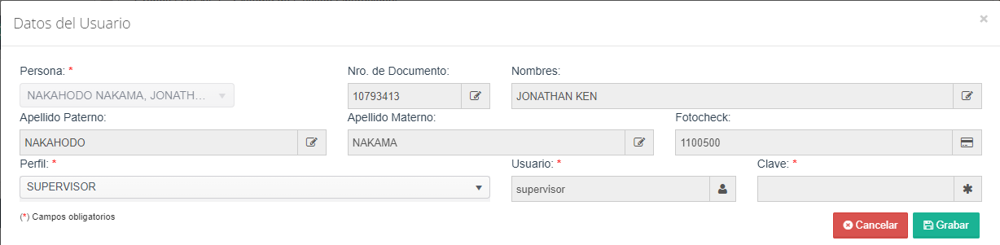 Datos del Usuario
×
Persona: * Nro. de Documento: Nombres:
NAKAHODO NAKAMA, JONATH... 10793413 JONATHAN KEN
Apellido Paterno: Apellido Materno: Fotocheck:
NAKAHODO NAKAMA 1100500
Perfil: * Usuario: * Clave: *
SUPERVISOR supervisor
(*) Campos obligatorios
Cancelar Grabar